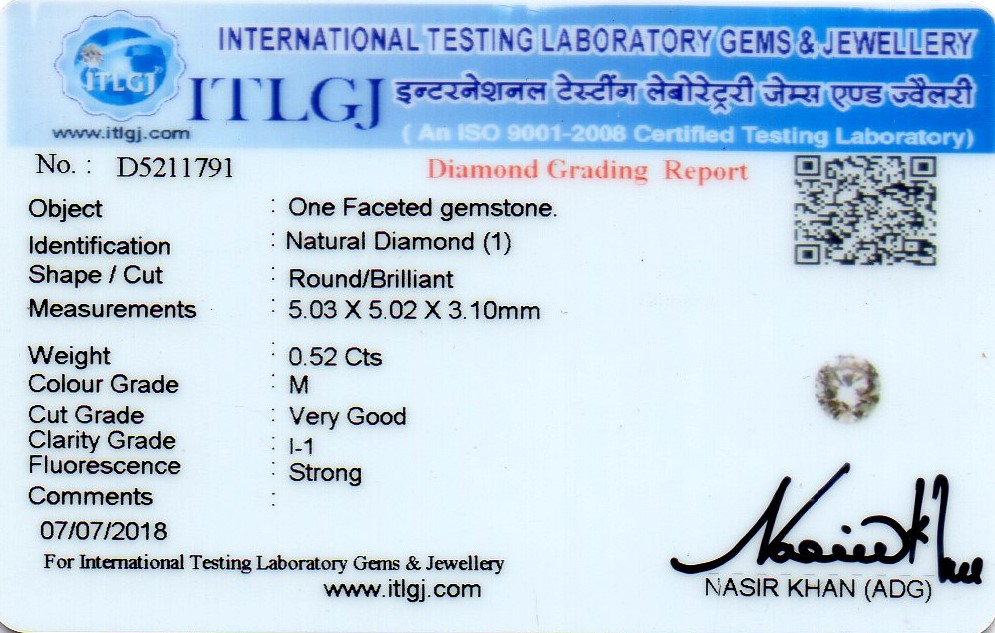 INTERNATIONAL TESTING LABORATORY GEMS & JEWELLERY
ITLGJ
ITLGJ
इन्टरनेशनल टेस्टींग लेबोरेट्ररी जेम्स एण्ड ज्वैलरी
www.itlgj.com
( An ISO 9001-2008 Certified Testing Laboratory)
No. : D5211791
Diamond Grading Report
Object : One Faceted gemstone.
Identification : Natural Diamond (1)
Shape / Cut : Round/Brilliant
Measurements : 5.03 X 5.02 X 3.10mm
Weight : 0.52 Cts
Colour Grade : M
Cut Grade : Very Good
Clarity Grade : I-1
Fluorescence : Strong
Comments :
07/07/2018
For International Testing Laboratory Gems & Jewellery
www.itlgj.com
Nasir Khan
NASIR KHAN (ADG)